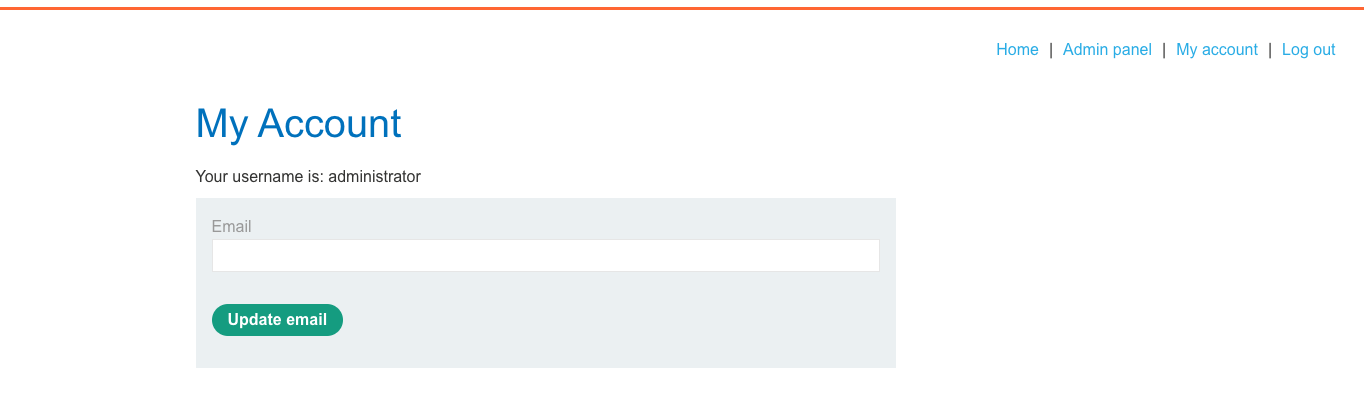 Home | Admin panel | My account | Log out
My Account
Your username is: administrator
Email
Update email